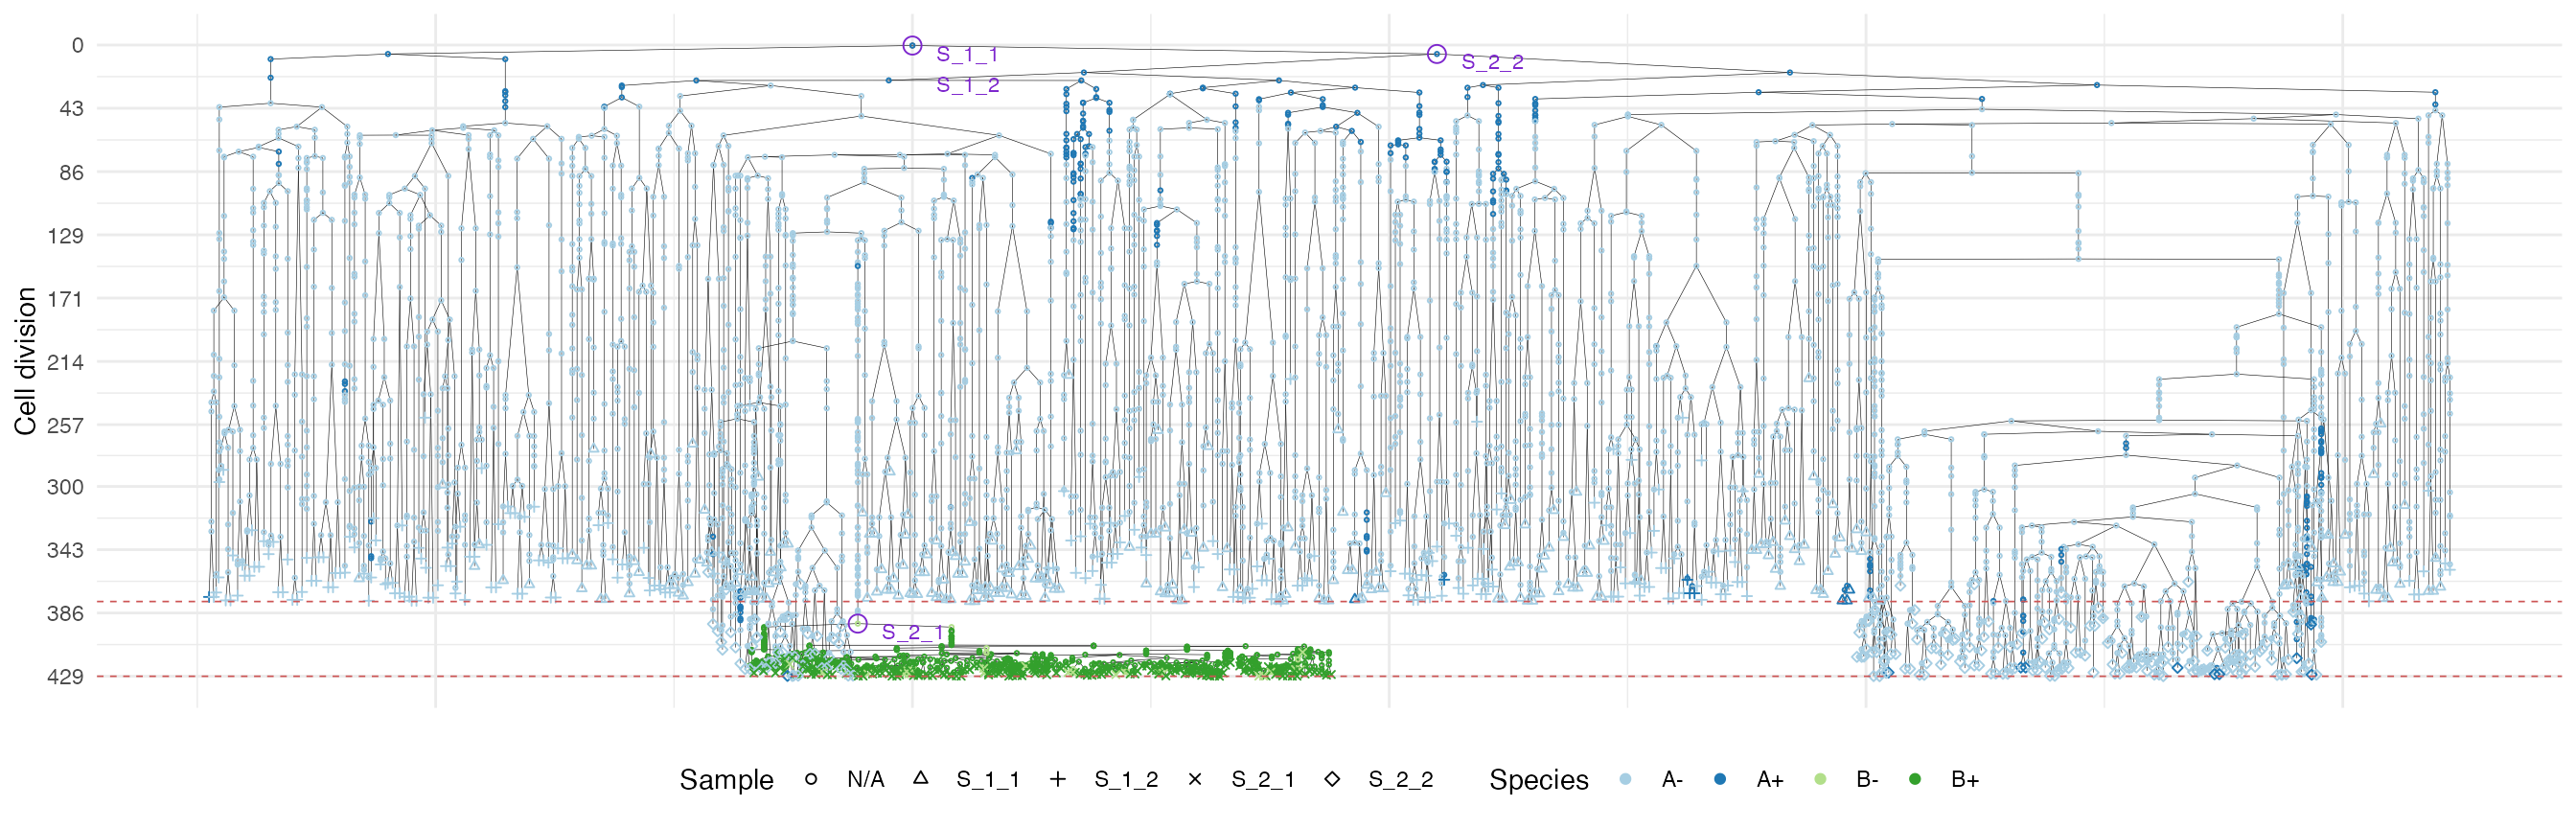 Cell division
0
43
86
129
171
214
257
300
343
386
429
S_1_1
S_1_2
S_2_2
S_2_1
Sample N/A S_1_1 S_1_2 S_2_1 S_2_2 Species A- A+ B- B+